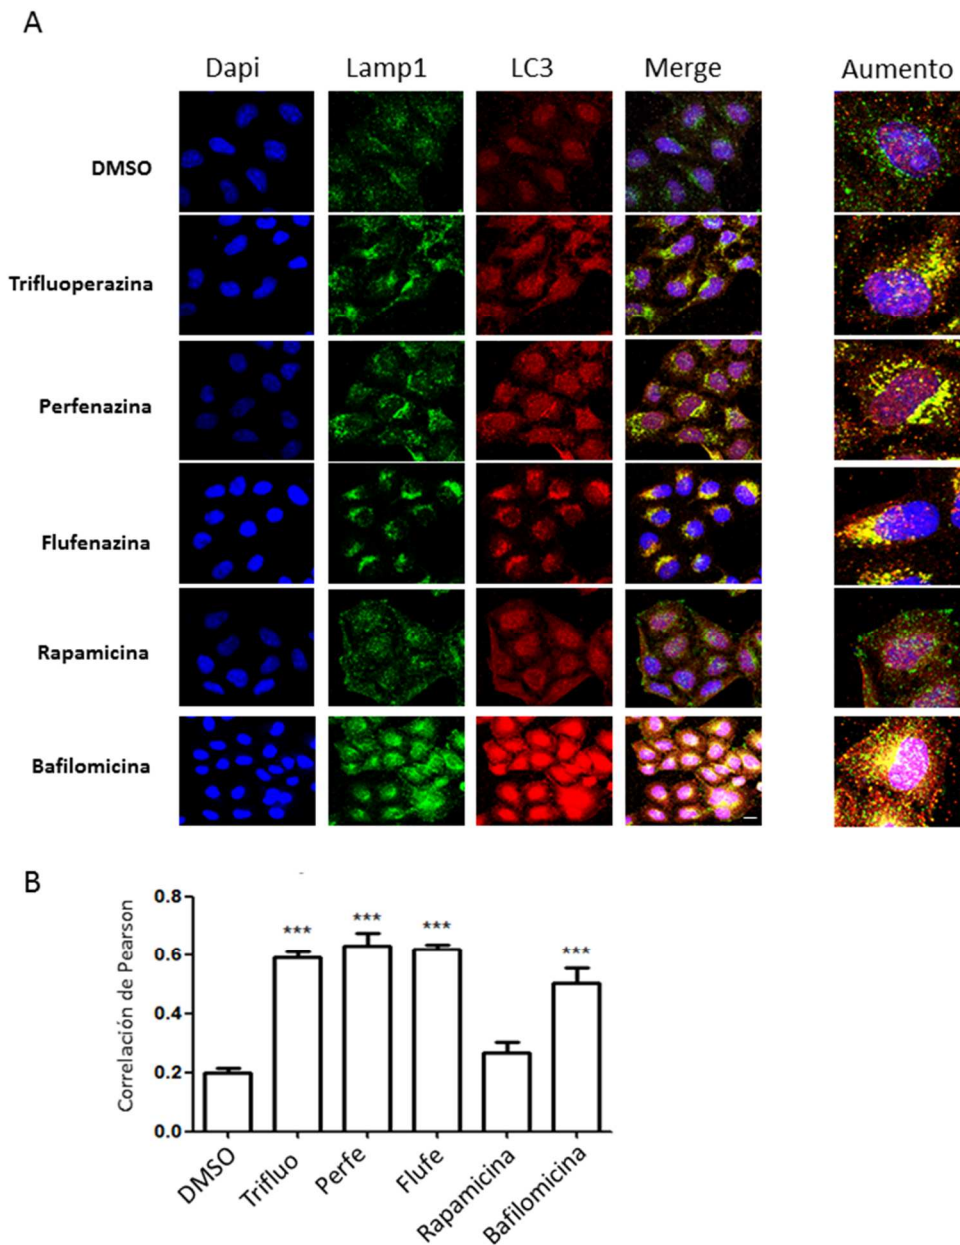 A
Dapi Lamp1 LC3 Merge Aumento
DMSO
Trifluoperazina
Perfenazina
Flufenazina
Rapamicina
Bafilomicina
B
Correlación de Pearson
0.8
0.6
0.4
0.2
0.0
*** *** *** ***
DMSO Trifluo Perfe Flufe Rapamicina Bafilomicina